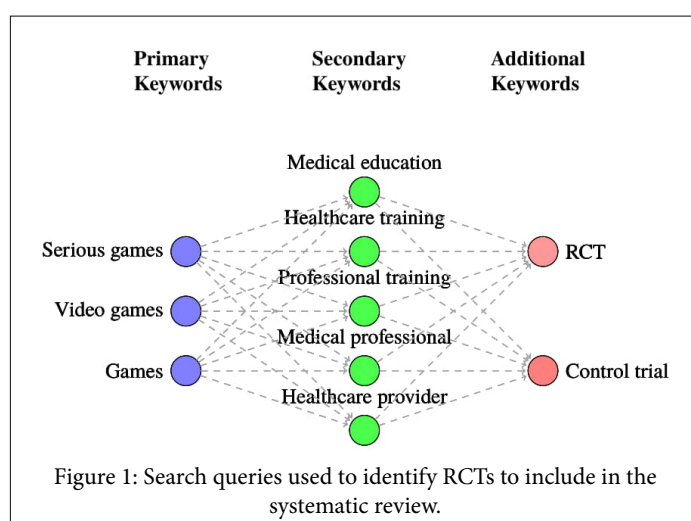 Primary Keywords
Secondary Keywords
Additional Keywords
Medical education
Healthcare training
Serious games
RCT
Professional training
Video games
Medical professional
Games
Control trial
Healthcare provider
Figure 1: Search queries used to identify RCTs to include in the
systematic review.